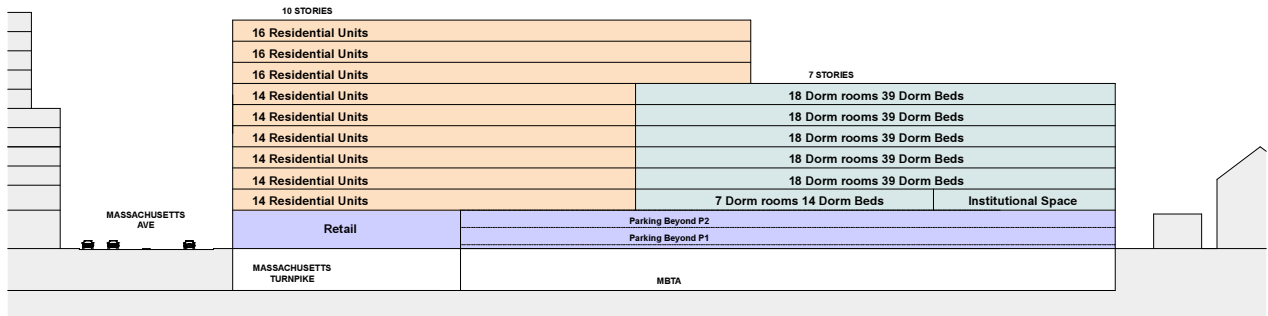 10 STORIES
16 Residential Units
16 Residential Units
16 Residential Units
7 STORIES
14 Residential Units
18 Dorm rooms 39 Dorm Beds
14 Residential Units
18 Dorm rooms 39 Dorm Beds
14 Residential Units
18 Dorm rooms 39 Dorm Beds
14 Residential Units
18 Dorm rooms 39 Dorm Beds
14 Residential Units
18 Dorm rooms 39 Dorm Beds
14 Residential Units
7 Dorm rooms 14 Dorm Beds
Institutional Space
MASSACHUSETTS
AVE
Retail
Parking Beyond P2
Parking Beyond P1
MASSACHUSETTS
TURNPIKE
MBTA